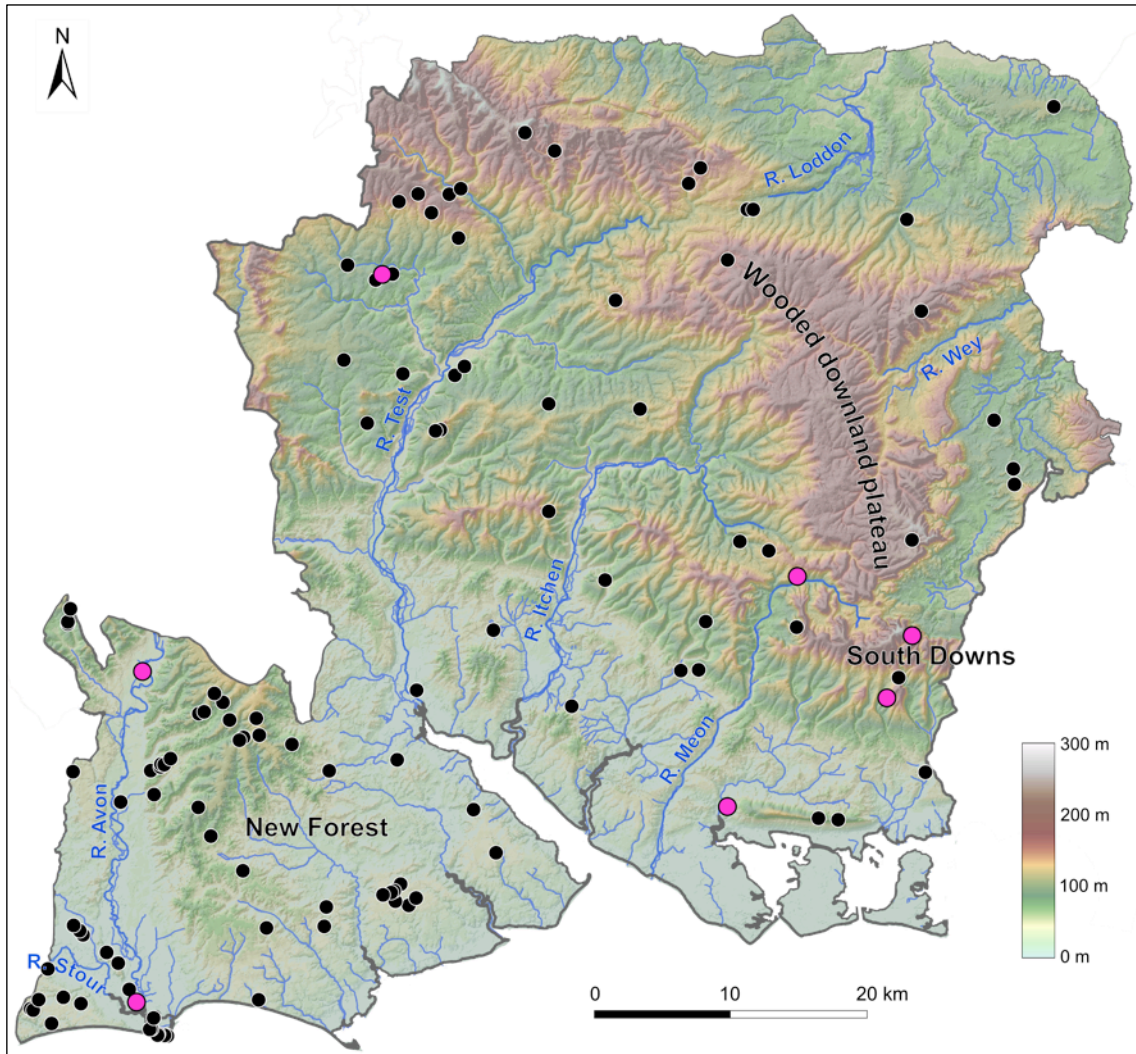 N
R. Loddon
Wooded downland plateau
R. Wey
R. Test
R. Itchen
South Downs
R. Meon
R. Avon
New Forest
R. Stour
300 m
200 m
100 m
0 m
0 10 20 km